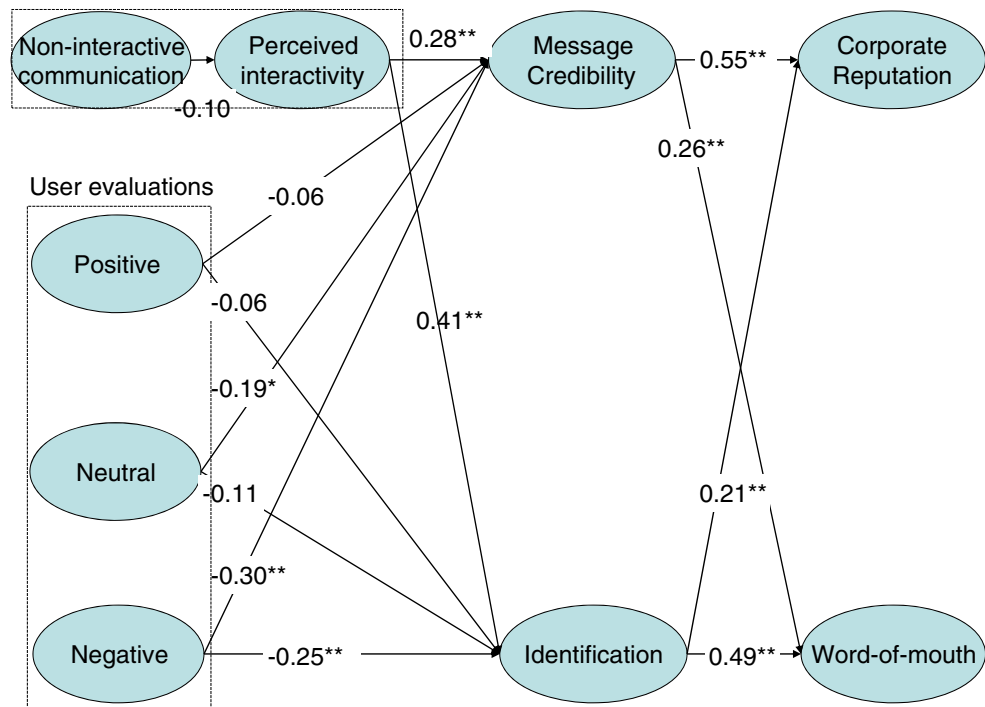 Non-interactive
communication
Perceived
interactivity
0.28**
Message
Credibility
0.55**
Corporate
Reputation
-0.10
0.26**
User evaluations
-0.06
Positive
-0.06
0.41**
-0.19*
Neutral
-0.11
0.21**
-0.30**
Negative
-0.25**
Identification
0.49**
Word-of-mouth